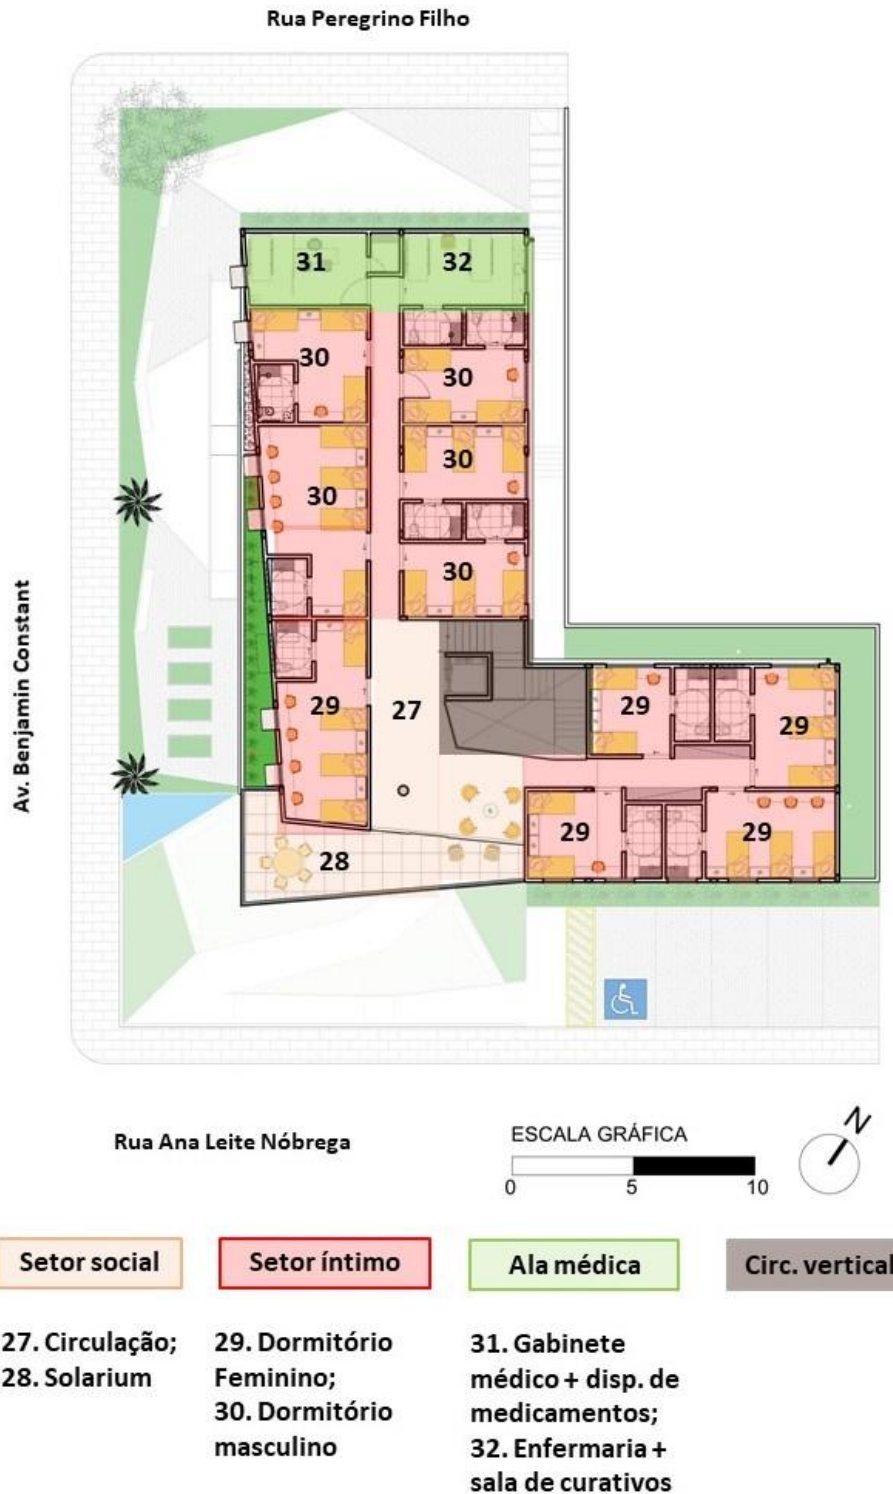 Rua Peregrino Filho
31
32
30
30
30
30
30
29
27
29
29
28
29
29
Av. Benjamin Constant
Rua Ana Leite Nóbrega
ESCALA GRÁFICA
0 5 10
N
Setor social
Setor íntimo
Ala médica
Circ. vertical
27. Circulação;
28. Solarium
29. Dormitório
Feminino;
30. Dormitório
masculino
31. Gabinete
médico + disp. de
medicamentos;
32. Enfermaria +
sala de curativos